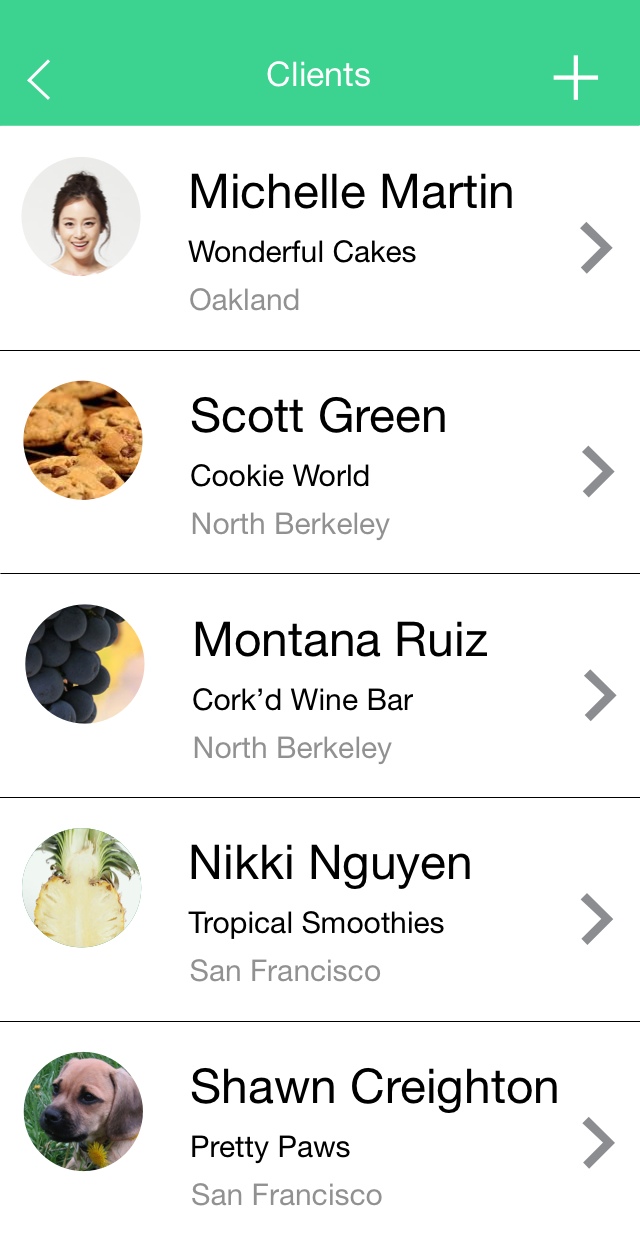 Clients
Michelle Martin
Wonderful Cakes
Oakland
Scott Green
Cookie World
North Berkeley
Montana Ruiz
Cork’d Wine Bar
North Berkeley
Nikki Nguyen
Tropical Smoothies
San Francisco
Shawn Creighton
Pretty Paws
San Francisco